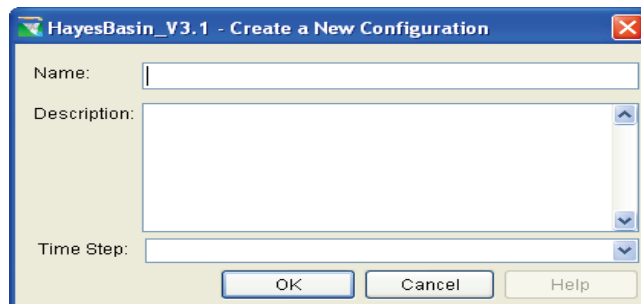 HayesBasin_V3.1 - Create a New Configuration
Name:
Description:
Time Step:
OK Cancel Help